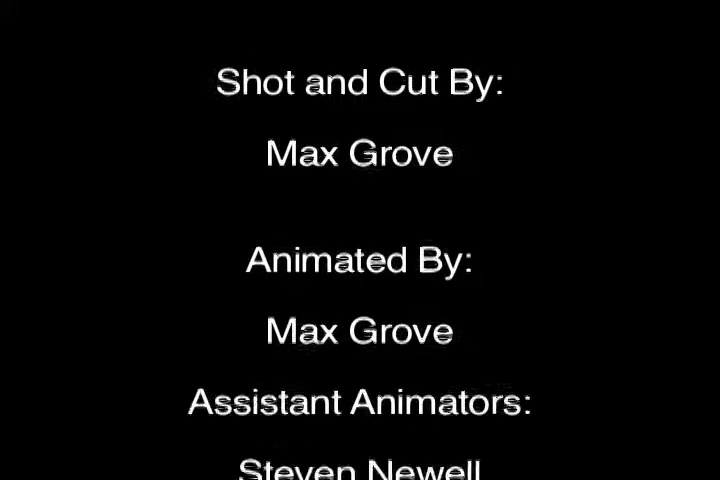 Shot and Cut By:
Max Grove
Animated By:
Max Grove
Assistant Animators:
Steven Newell